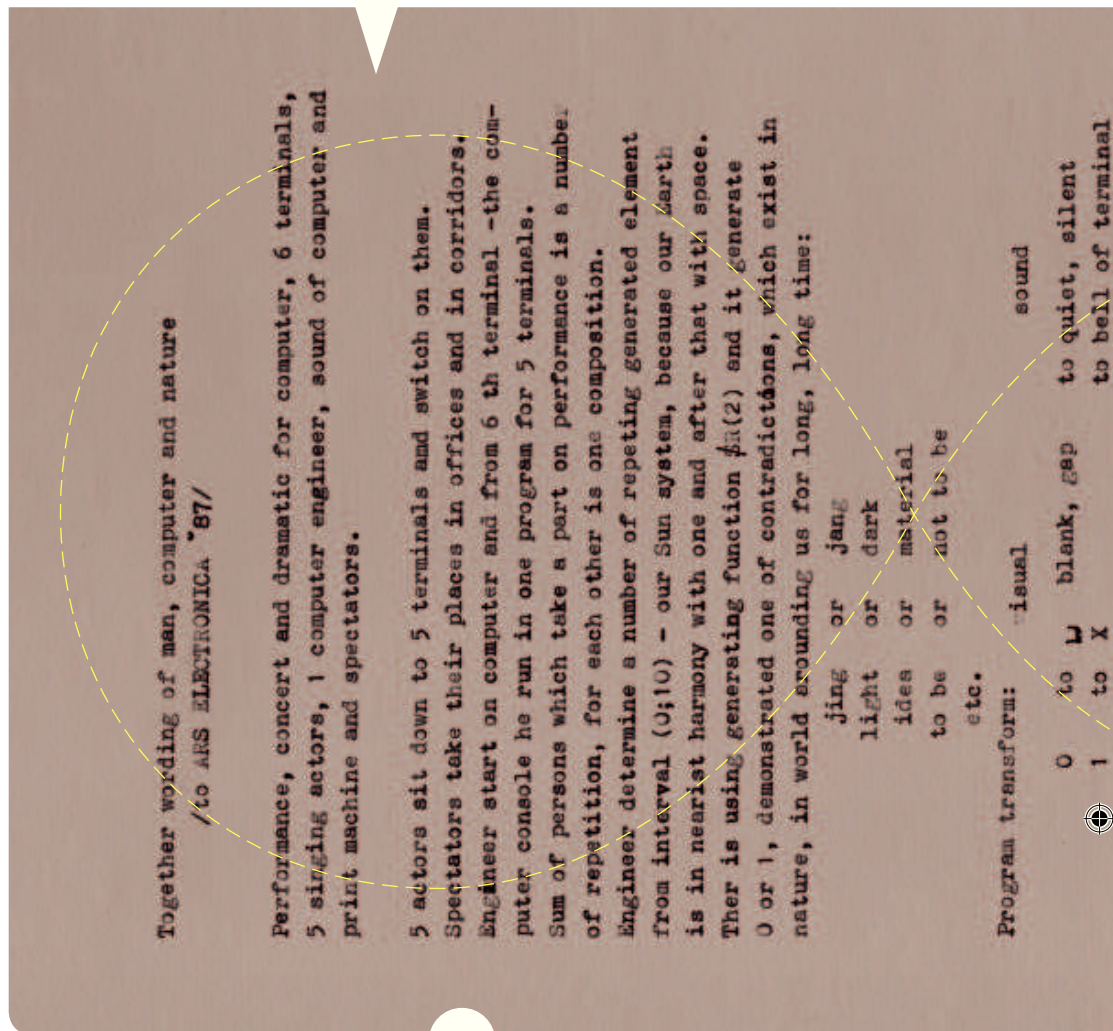 Together wording of man, computer and nature
/to ARS ELECTRONICA "87/
Performance, concert and dramatic for computer, 6 terminals,
5 singing actors, 1 computer engineer, sound of computer and
print machine and spectators.
5 actors sit down to 5 terminals and switch on them.
Spectators take their places in offices and in corridors.
Engineer start on computer and from 6 th terminal -the com-
puter console he run in one program for 5 terminals.
Sum of persons which take a part on performance is a number
of repetition, for each other is one composition.
Engineer determine a number of repeting generated element
from interval (0;10) - our Sun system, because our Earth
is in nearist harmony with one and after that with space.
Ther is using generating function (2) and it generate
0 or 1, demonstrated one of contradictions, which exist in
nature, in world arounding us for long, long time:
jing or jang
light or dark
ideas or material
to be or not to be
etc.
Program transform: visual sound
0 to ␣ blank, gap to quiet, silent
1 to X to bell of terminal